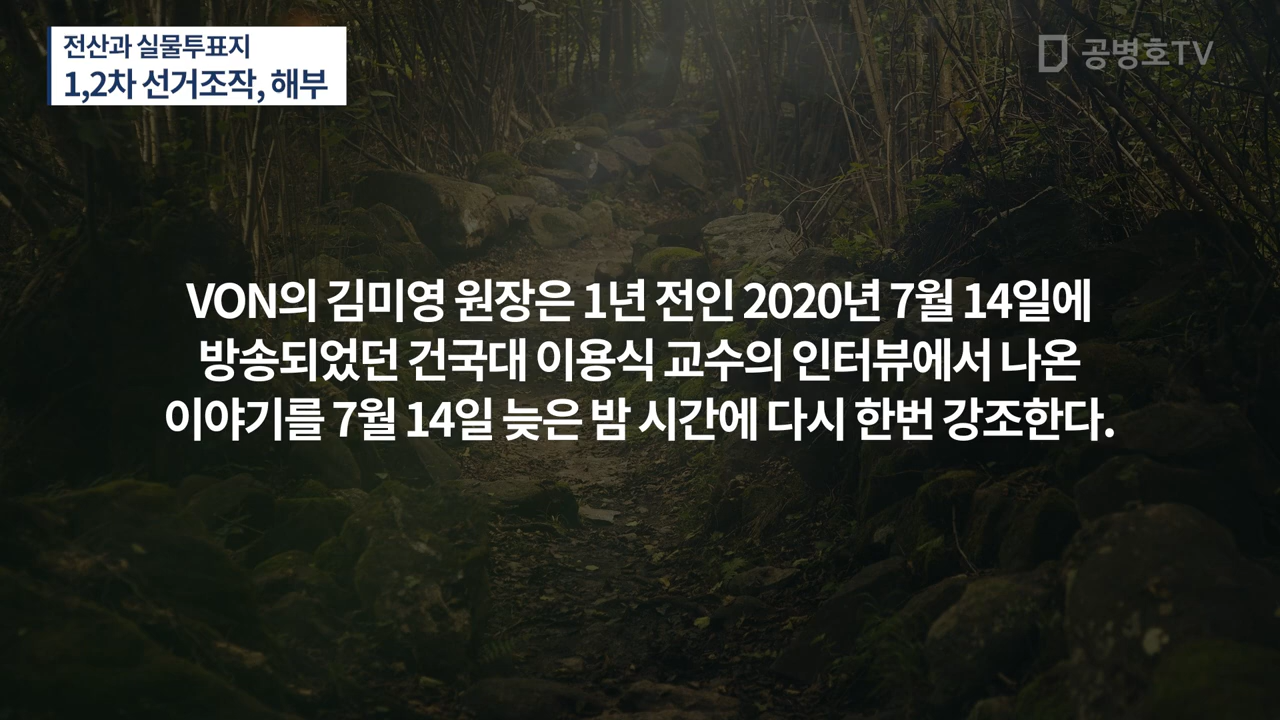 전산과 실물투표지
1,2차 선거조작, 해부
공병호TV
VON의 김미영 원장은 1년 전인 2020년 7월 14일에
방송되었던 건국대 이용식 교수의 인터뷰에서 나온
이야기를 7월 14일 늦은 밤 시간에 다시 한번 강조한다.